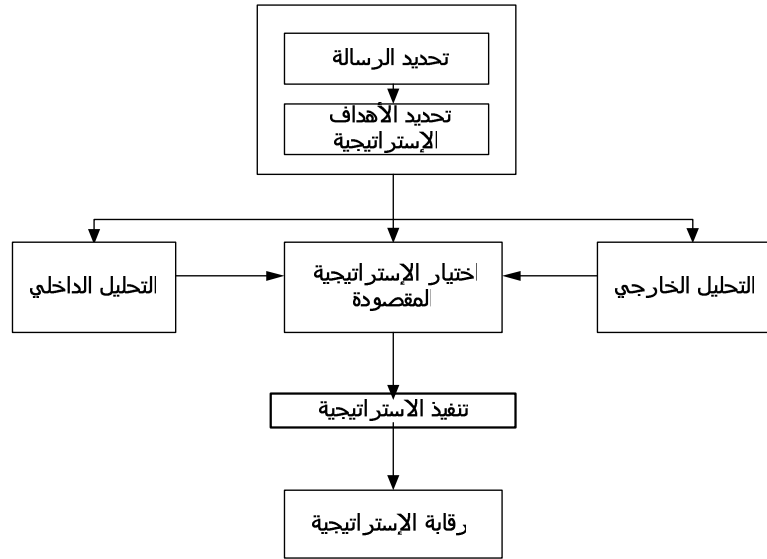 تحديد الرسالة
تحديد الأهداف
الإستراتيجية
التحليل الخارجي
اختيار الإستراتيجية
المقصودة
التحليل الداخلي
تنفيذ الاستراتيجية
رقابة الإستراتيجية